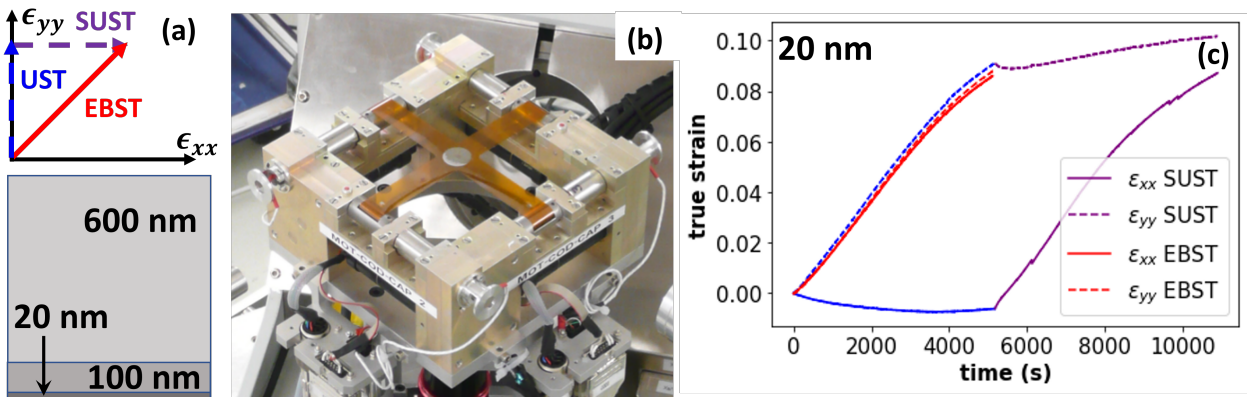 ϵyy SUST
(a)
UST
EBST
ϵxx
600 nm
20 nm
100 nm
(b)
MOT-COD-CAP 2
MOT-COD-CAP 3
20 nm
(c)
true strain
0.10
0.08
0.06
0.04
0.02
0.00
εxx SUST
εyy SUST
εxx EBST
εyy EBST
0 2000 4000 6000 8000 10000
time (s)